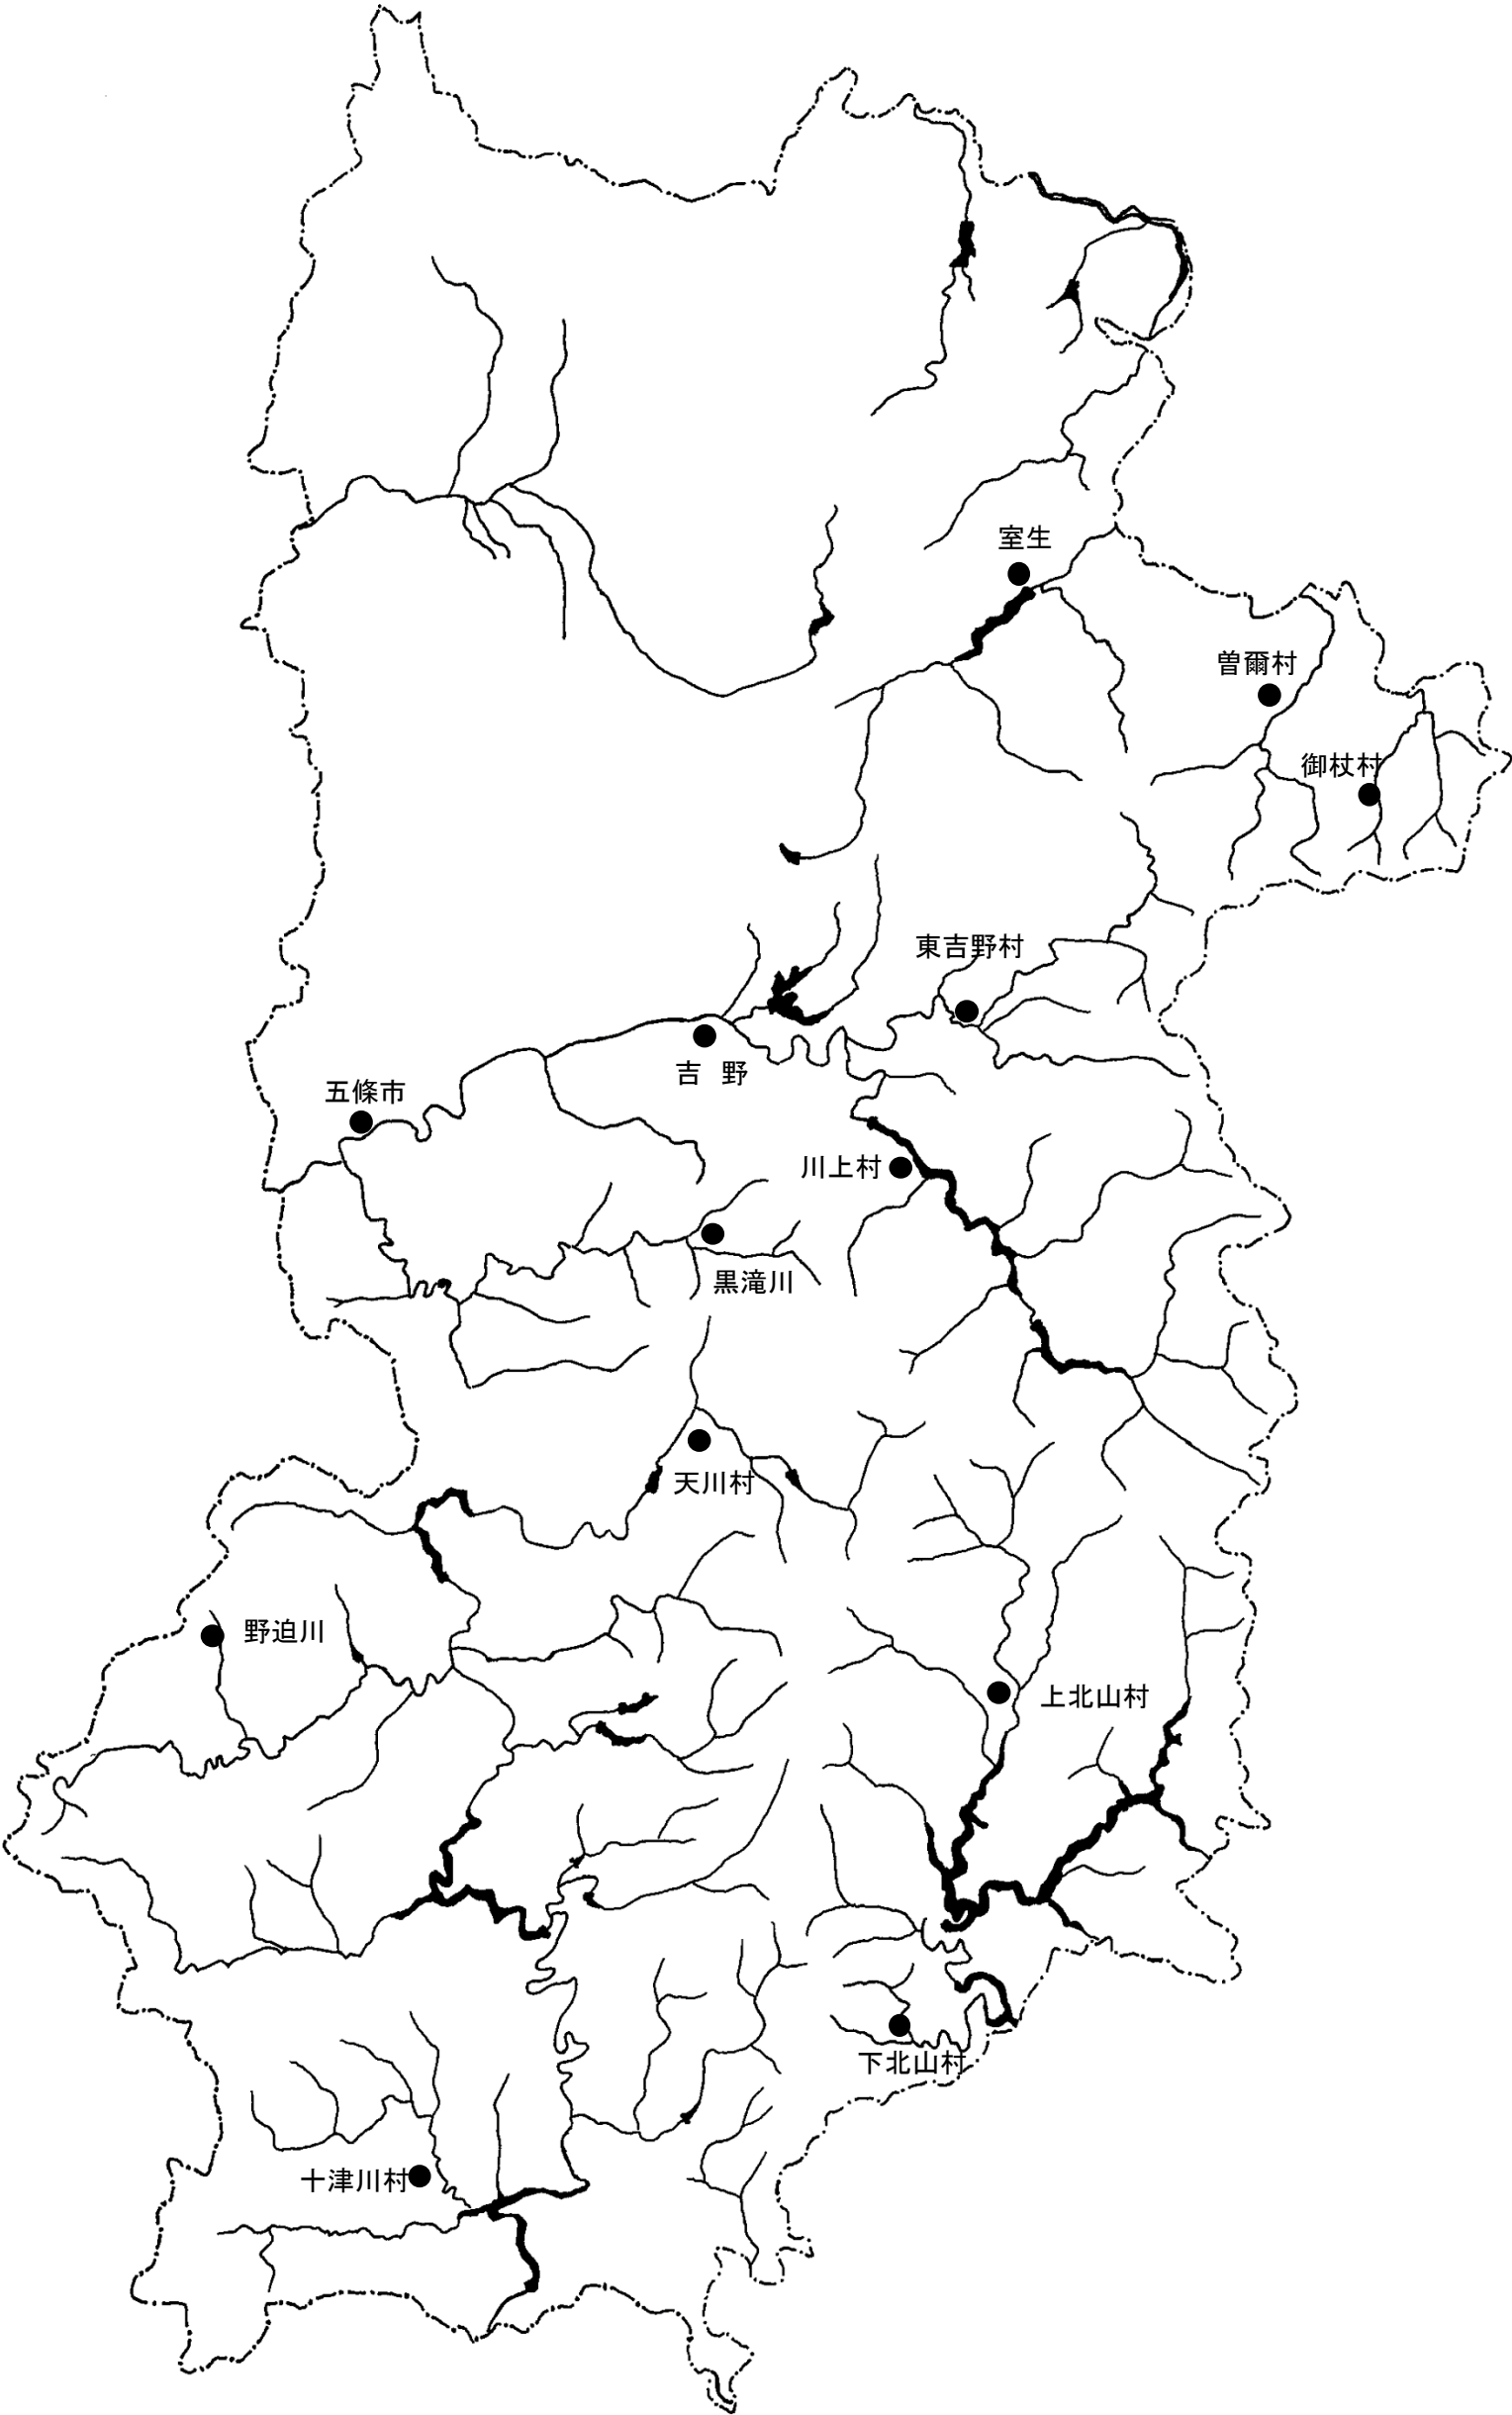 室生
曽爾村
御杖村
東吉野村
吉 野
五條市
川上村
黒滝川
天川村
野迫川
上北山村
下北山村
十津川村